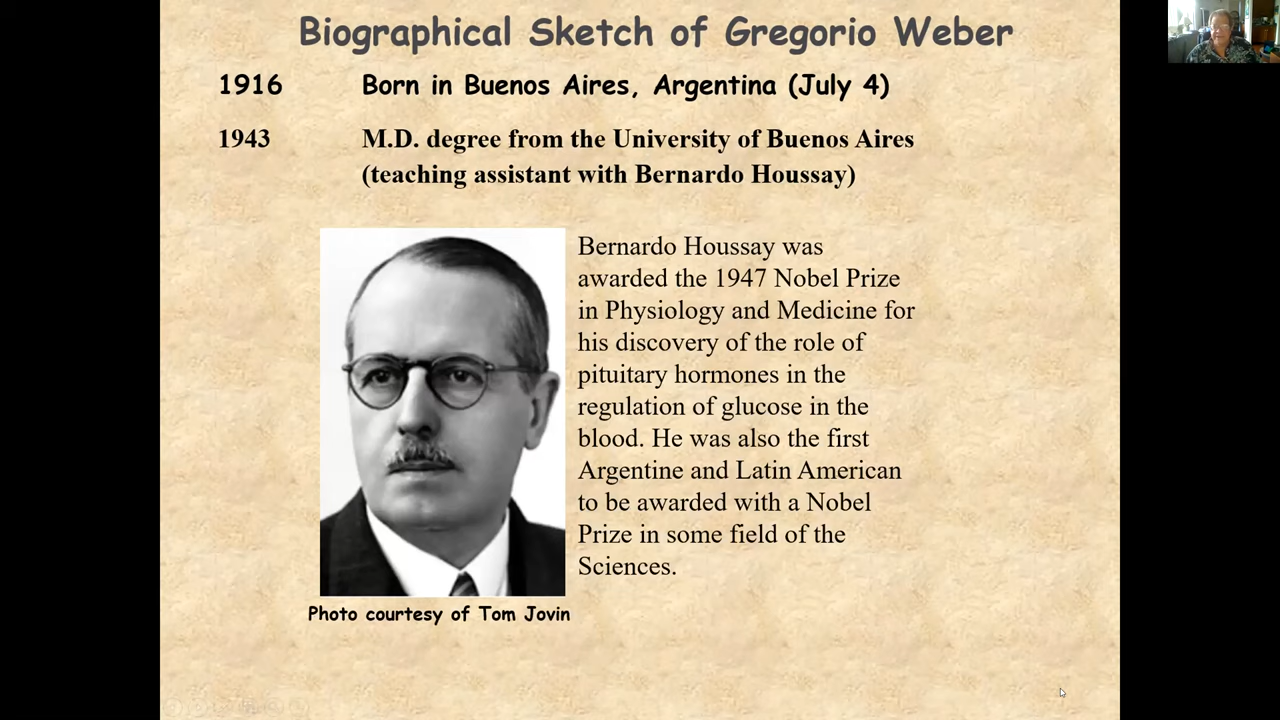 Biographical Sketch of Gregorio Weber
1916 Born in Buenos Aires, Argentina (July 4)
1943 M.D. degree from the University of Buenos Aires
(teaching assistant with Bernardo Houssay)
Bernardo Houssay was
awarded the 1947 Nobel Prize
in Physiology and Medicine for
his discovery of the role of
pituitary hormones in the
regulation of glucose in the
blood. He was also the first
Argentine and Latin American
to be awarded with a Nobel
Prize in some field of the
Sciences.
Photo courtesy of Tom Jovin